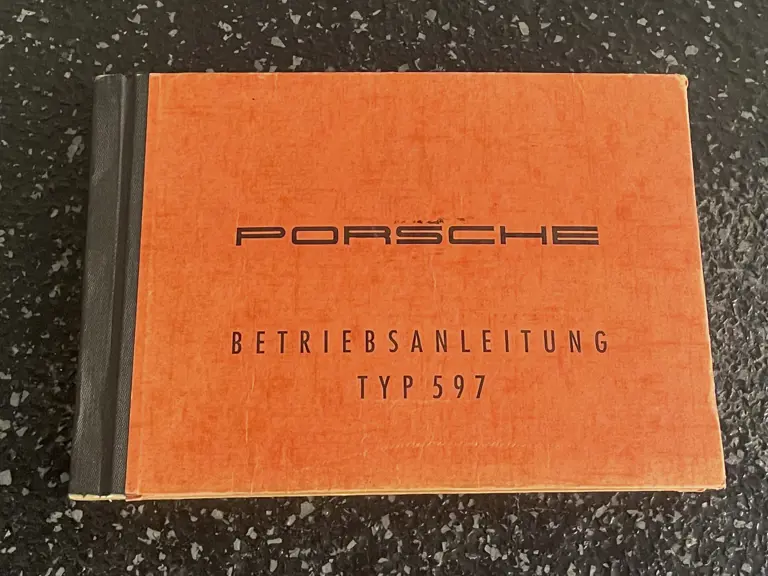 PORSCHE
BETRIEBSANLEITUNG
TYP 597